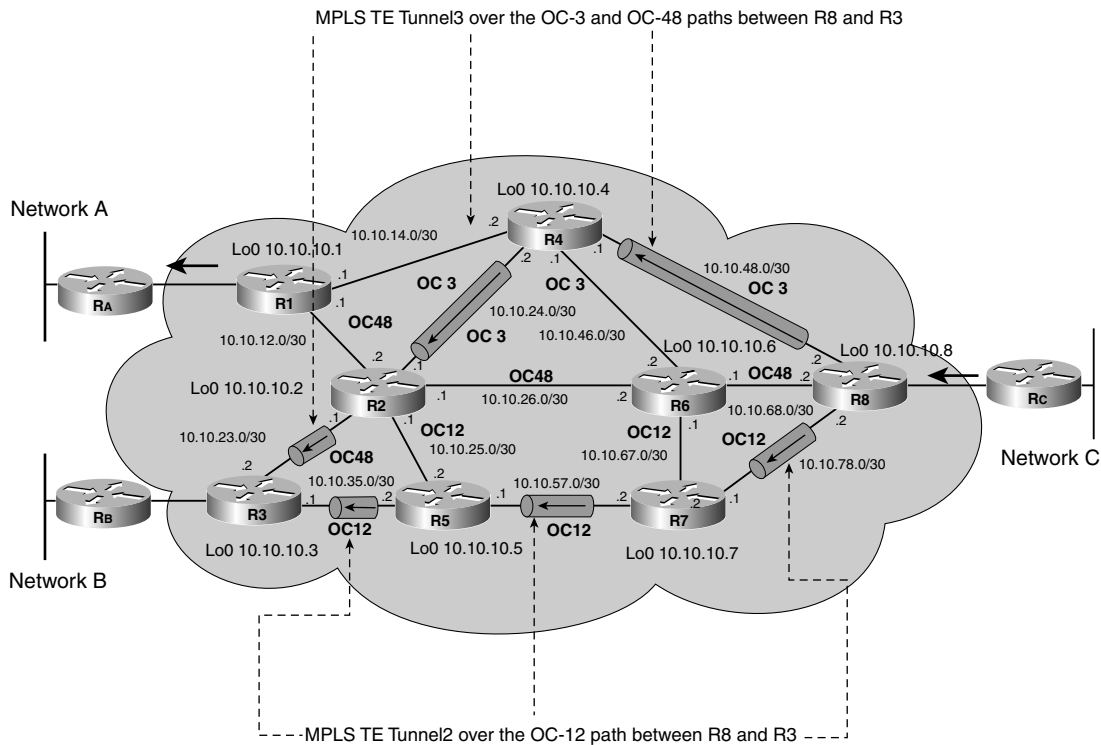 MPLS TE Tunnel3 over the OC-3 and OC-48 paths between R8 and R3
Network A
Lo0 10.10.10.4
.2
R4
.1
10.10.14.0/30
Lo0 10.10.10.1
RA
R1
.1
.1
.2
.1
OC 3
OC 3
10.10.48.0/30
OC 3
10.10.24.0/30
OC 3
10.10.46.0/30
OC48
10.10.12.0/30
.2
.1
.2
Lo0 10.10.10.6
.2
Lo0 10.10.10.8
Lo0 10.10.10.2
R2
OC48
.1
10.10.26.0/30
.2
R6
.1
OC48
.2
R8
RC
10.10.68.0/30
.1
.1
.1
.2
Network C
10.10.23.0/30
OC48
OC12
10.10.25.0/30
OC12
10.10.67.0/30
OC12
10.10.78.0/30
.2
.2
RB
R3
.1
10.10.35.0/30
OC12
.2
R5
.1
10.10.57.0/30
OC12
.2
R7
.2
.1
Lo0 10.10.10.3
Lo0 10.10.10.5
Lo0 10.10.10.7
Network B
MPLS TE Tunnel2 over the OC-12 path between R8 and R3